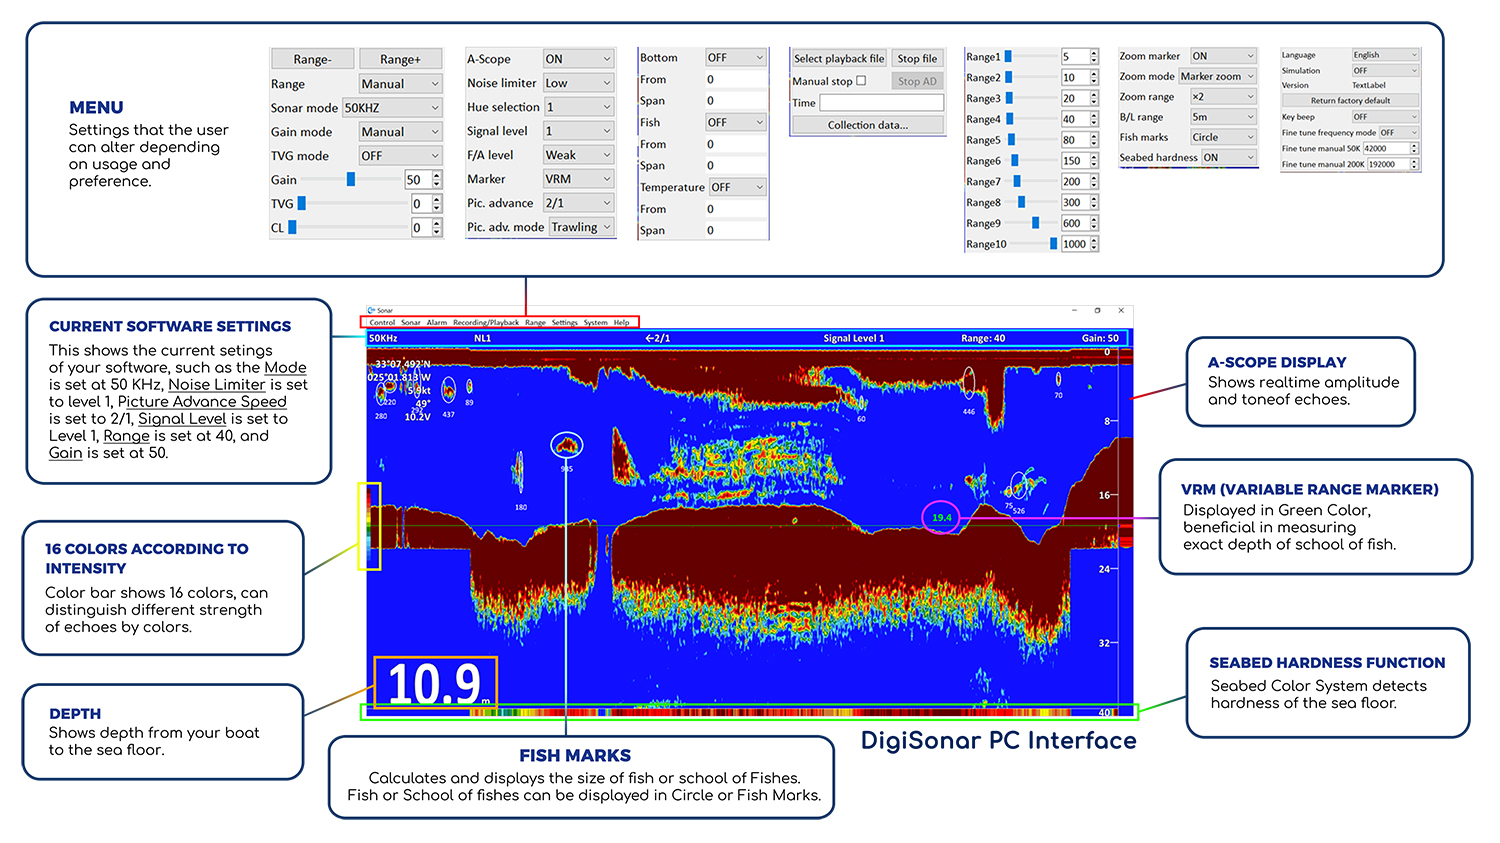 MENU
Settings that the user
can alter depending
on usage and
preference.
Range-
Range+
Range Manual
Sonar mode 50KHZ
Gain mode Manual
TVG mode OFF
Gain 50
TVG 0
CL 0
A-Scope ON
Noise limiter Low
Hue selection 1
Signal level 1
F/A level Weak
Marker VRM
Pic. advance 2/1
Pic. adv. mode Trawling
Bottom OFF
From 0
Span 0
Fish OFF
From 0
Span 0
Temperature OFF
From 0
Span 0
Select playback file Stop file
Manual stop Stop AD
Time
Collection data...
Range1 5
Range2 10
Range3 20
Range4 40
Range5 80
Range6 150
Range7 200
Range8 300
Range9 600
Range10 1000
Zoom marker ON
Zoom mode Marker zoom
Zoom range ×2
B/L range 5m
Fish marks Circle
Seabed hardness ON
Language English
Simulation OFF
Version TextLabel
Return factory default
Key beep OFF
Fine tune frequency mode OFF
Fine tune manual 50K 42000
Fine tune manual 200K 192000
CURRENT SOFTWARE SETTINGS
This shows the current setings
of your software, such as the Mode
is set at 50 KHz, Noise Limiter is set
to level 1, Picture Advance Speed
is set to 2/1, Signal Level is set to
Level 1, Range is set at 40, and
Gain is set at 50.
16 COLORS ACCORDING TO
INTENSITY
Color bar shows 16 colors, can
distinguish different strength
of echoes by colors.
DEPTH
Shows depth from your boat
to the sea floor.
Sonar
Control Sonar Alarm Recording/Playback Range Settings System Help
50KHz NL1 ←2/1 Signal Level 1 Range: 40 Gain: 50
33°07.492'N
025°01.813'W
5.9kt
49°
10.2V
280
220
437
89
180
60
446
70
75
526
19.4
0
8
16
24
32
40
10.9
m
FISH MARKS
Calculates and displays the size of fish or school of Fishes.
Fish or School of fishes can be displayed in Circle or Fish Marks.
DigiSonar PC Interface
A-SCOPE DISPLAY
Shows realtime amplitude
and toneof echoes.
VRM (VARIABLE RANGE MARKER)
Displayed in Green Color,
beneficial in measuring
exact depth of school of fish.
SEABED HARDNESS FUNCTION
Seabed Color System detects
hardness of the sea floor.